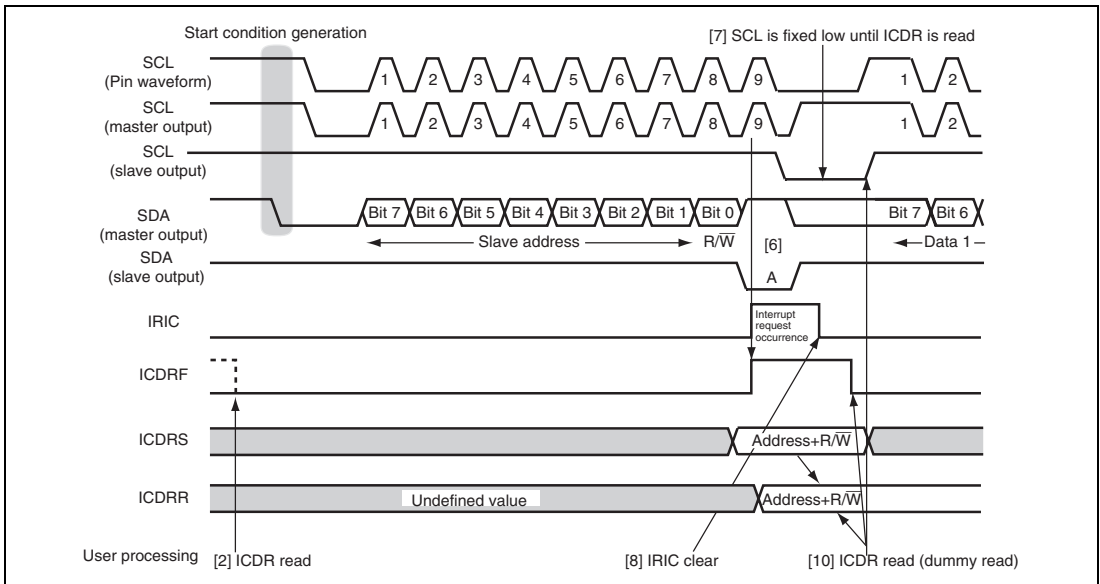 Start condition generation
[7] SCL is fixed low until ICDR is read
SCL
(Pin waveform)
1 2 3 4 5 6 7 8 9 1 2
SCL
(master output)
1 2 3 4 5 6 7 8 9 1 2
SCL
(slave output)
SDA
(master output)
Bit 7 Bit 6 Bit 5 Bit 4 Bit 3 Bit 2 Bit 1 Bit 0 Bit 7 Bit 6
Slave address R/W̅ [6] Data 1
SDA
(slave output)
A
IRIC
Interrupt
request
occurrence
ICDRF
ICDRS
Address+R/W̅
ICDRR
Undefined value
Address+R/W̅
User processing
[2] ICDR read
[8] IRIC clear
[10] ICDR read (dummy read)